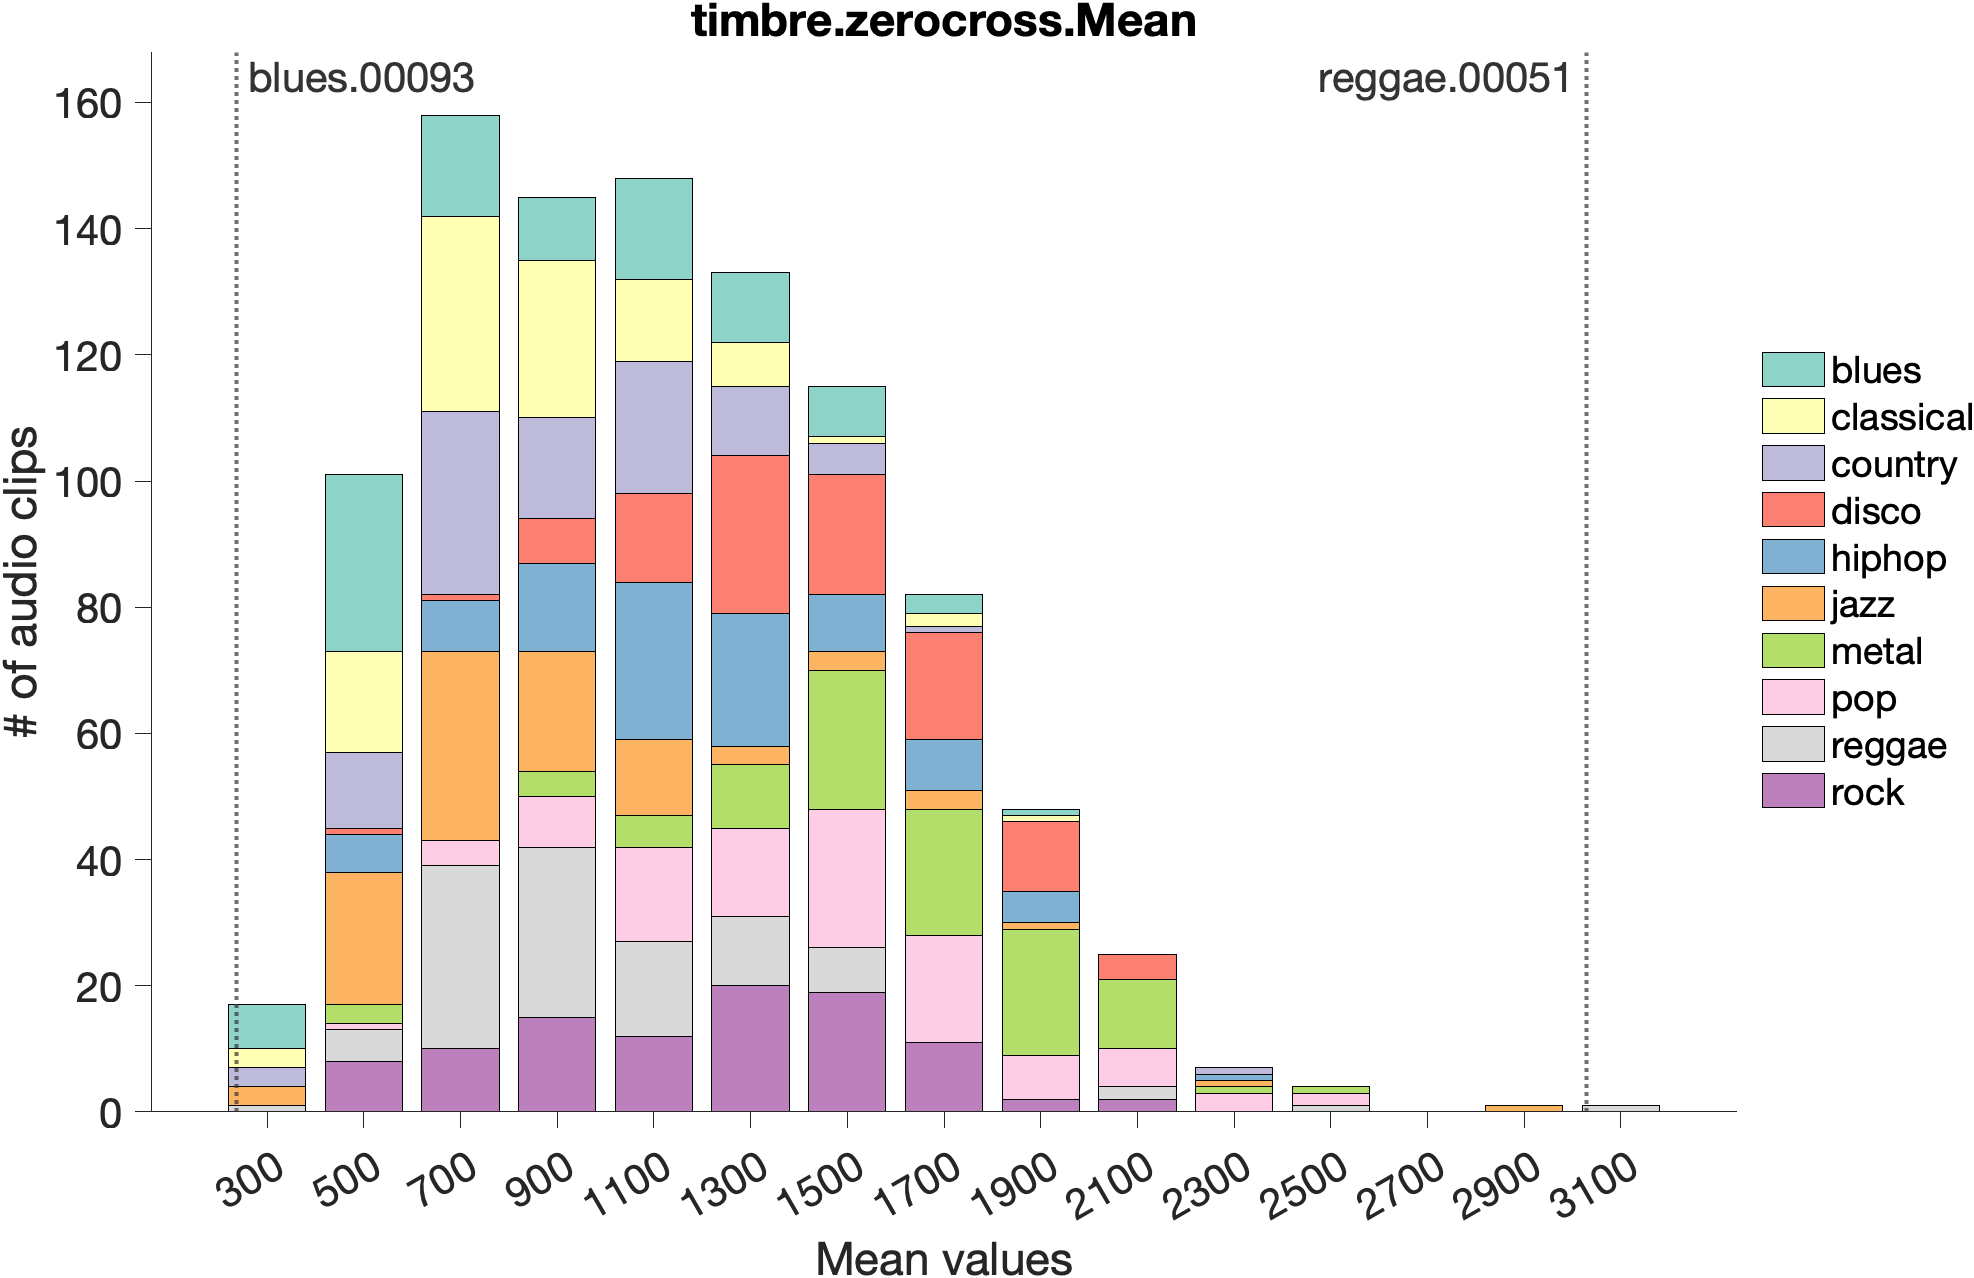 timbre.zerocross.Mean
blues.00093
reggae.00051
# of audio clips
160
140
120
100
80
60
40
20
0
300
500
700
900
1100
1300
1500
1700
1900
2100
2300
2500
2700
2900
3100
Mean values
blues
classical
country
disco
hiphop
jazz
metal
pop
reggae
rock